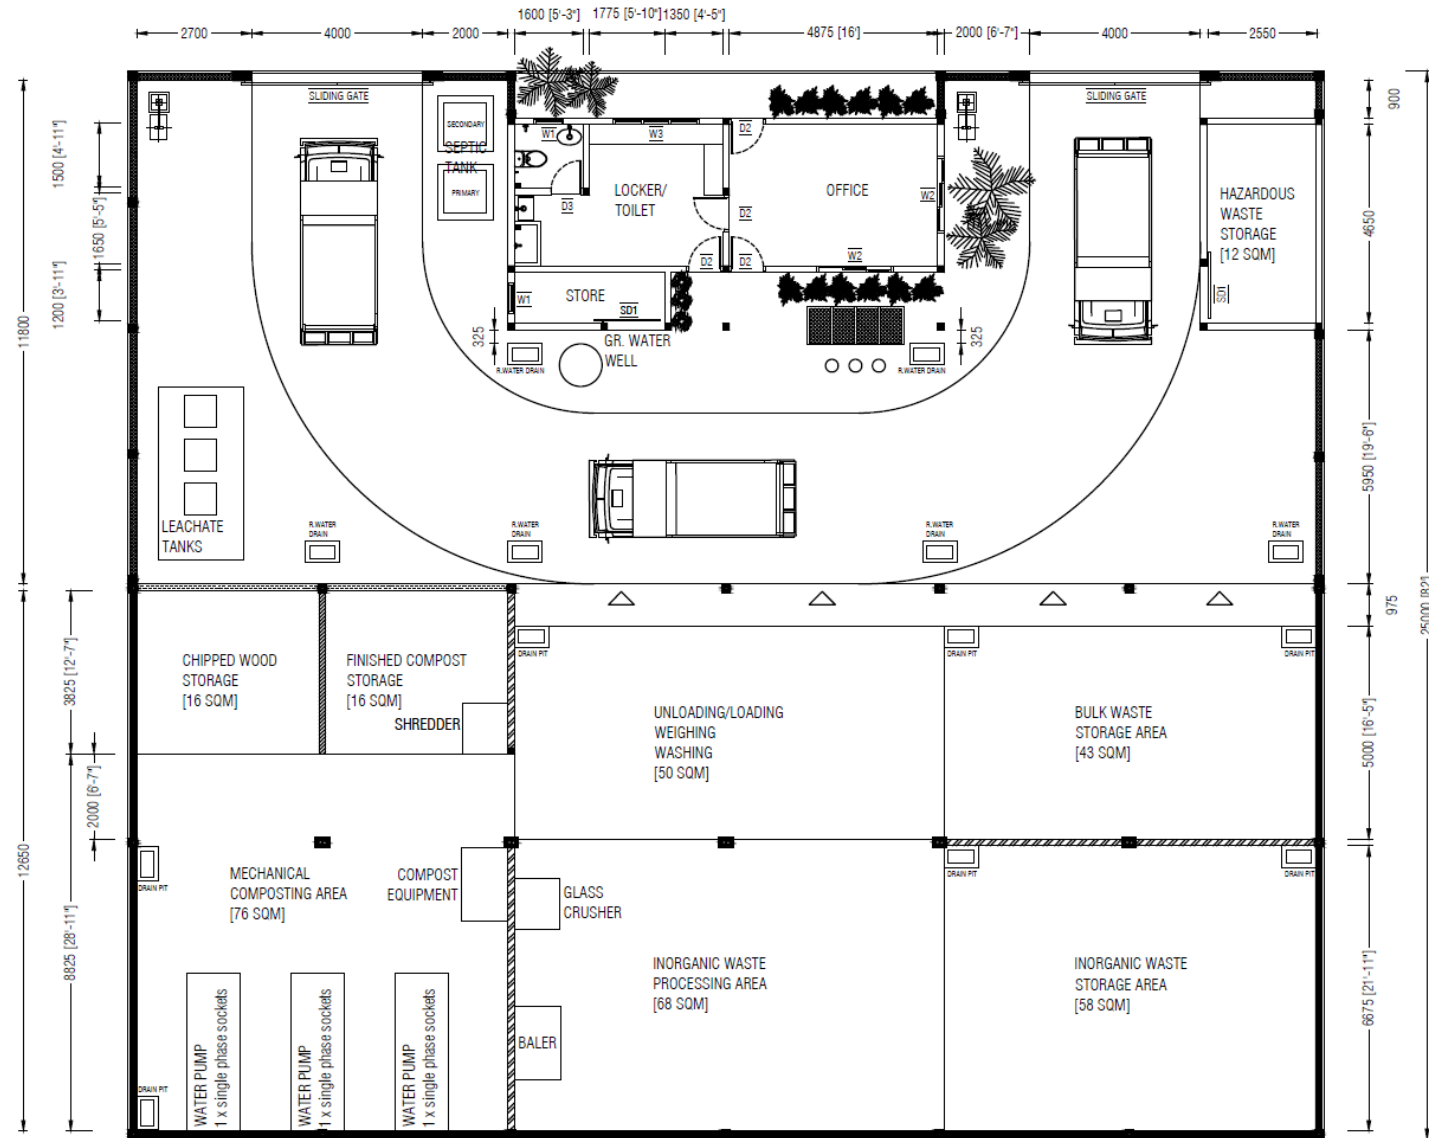 1600 [5'-3"]
1775 [5'-10"]
1350 [4'-5"]
2700
4000
2000
4875 [16']
2000 [6'-7"]
4000
2550
SLIDING GATE
SLIDING GATE
900
SECONDARY
SEPTIC
TANK
PRIMARY
W1
W3
D2
1500 [4'-11"]
LOCKER/
TOILET
OFFICE
W2
D3
D2
HAZARDOUS
WASTE
STORAGE
[12 SQM]
4650
1650 [5'-5"]
D2
D2
W2
1200 [3'-11"]
STORE
W1
SD1
SD1
11800
325
GR. WATER
WELL
325
R.WATER DRAIN
R.WATER DRAIN
5950 [19'-6"]
LEACHATE
TANKS
R.WATER
DRAIN
R.WATER
DRAIN
R.WATER
DRAIN
R.WATER
DRAIN
975
25000 [82']
3825 [12'-7"]
CHIPPED WOOD
STORAGE
[16 SQM]
FINISHED COMPOST
STORAGE
[16 SQM]
SHREDDER
DRAIN PIT
DRAIN PIT
DRAIN PIT
UNLOADING/LOADING
WEIGHING
WASHING
[50 SQM]
BULK WASTE
STORAGE AREA
[43 SQM]
5000 [16'-5"]
2000 [6'-7"]
12650
DRAIN PIT
MECHANICAL
COMPOSTING AREA
[76 SQM]
COMPOST
EQUIPMENT
GLASS
CRUSHER
DRAIN PIT
DRAIN PIT
8825 [28'-11"]
INORGANIC WASTE
PROCESSING AREA
[68 SQM]
INORGANIC WASTE
STORAGE AREA
[58 SQM]
6675 [21'-11"]
BALER
DRAIN PIT
WATER PUMP
1 x single phase sockets
WATER PUMP
1 x single phase sockets
WATER PUMP
1 x single phase sockets